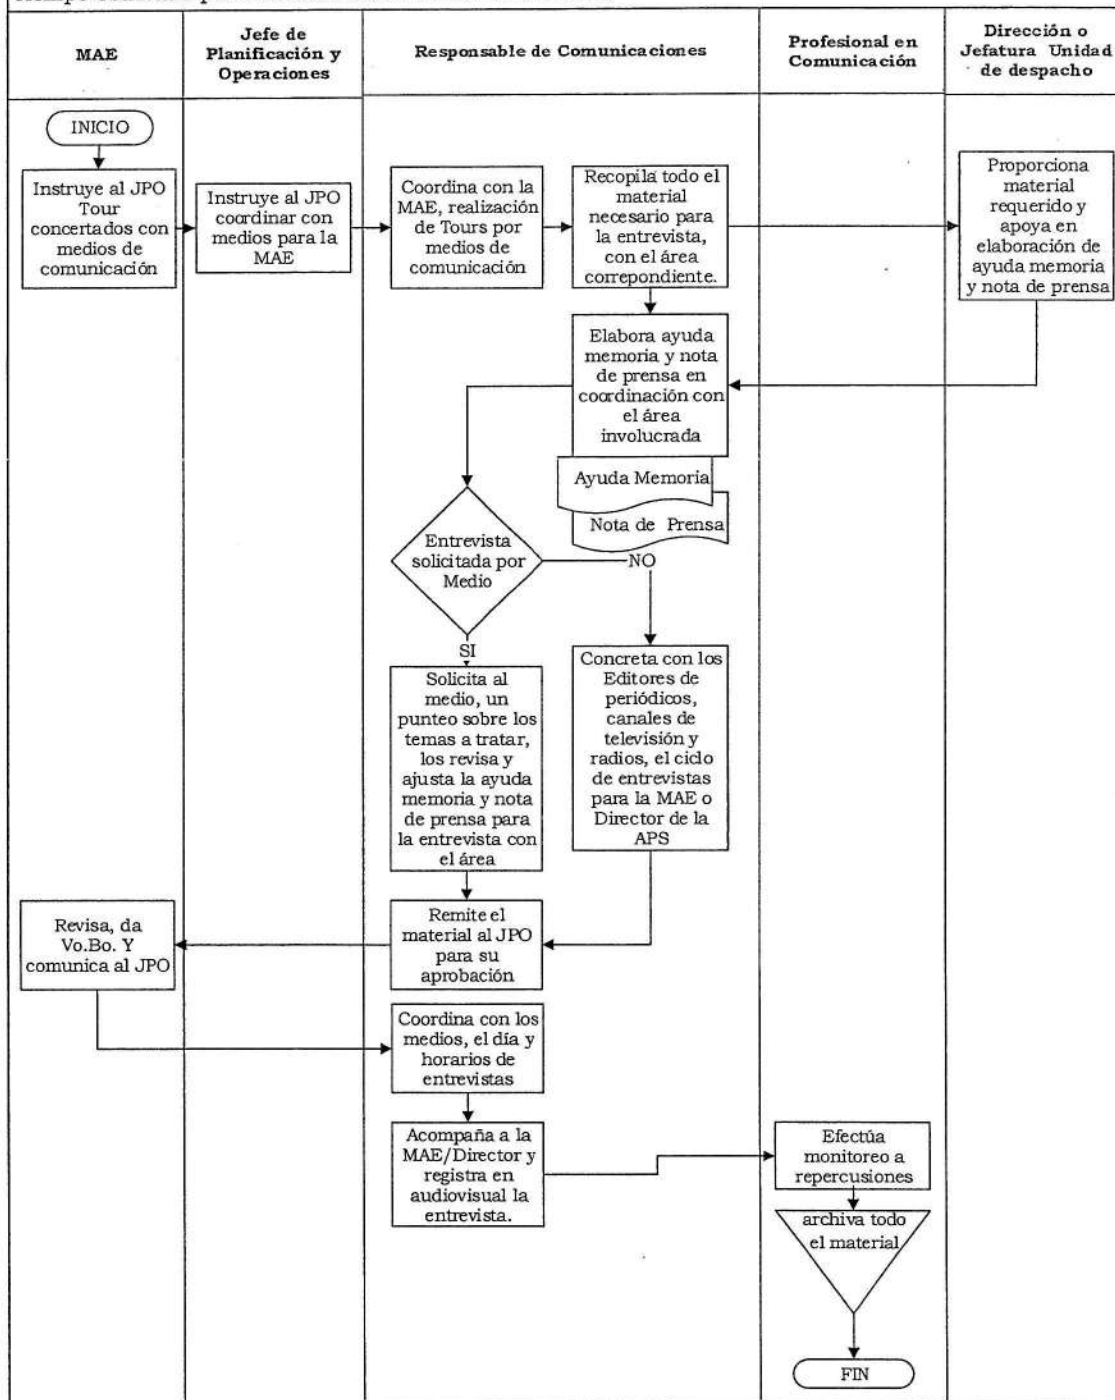 MAE
Jefe de
Planificación y
Operaciones
Responsable de Comunicaciones
Profesional en
Comunicación
Dirección o
Jefatura Unidad
de despacho
INICIO
Instruye al JPO
Tour
concertados con
medios de
comunicación
Instruye al JPO
coordinar con
medios para la
MAE
Coordina con la
MAE, realización
de Tours por
medios de
comunicación
Recopila todo el
material
necesario para
la entrevista,
con el área
correpondiente.
Proporciona
material
requerido y
apoya en
elaboración de
ayuda memoria
y nota de prensa
Elabora ayuda
memoria y nota
de prensa en
coordinación con
el área
involucrada
Ayuda Memoria
Nota de Prensa
Entrevista
solicitada por
Medio
NO
SI
Solicita al
medio, un
punteo sobre los
temas a tratar,
los revisa y
ajusta la ayuda
memoria y nota
de prensa para
la entrevista con
el área
Concreta con los
Editores de
periódicos,
canales de
televisión y
radios, el ciclo
de entrevistas
para la MAE o
Director de la
APS
Remite el
material al JPO
para su
aprobación
Revisa, da
Vo.Bo. Y
comunica al JPO
Coordina con los
medios, el día y
horarios de
entrevistas
Acompaña a la
MAE/Director y
registra en
audiovisual la
entrevista.
Efectúa
monitoreo a
repercusiones
archiva todo
el material
FIN